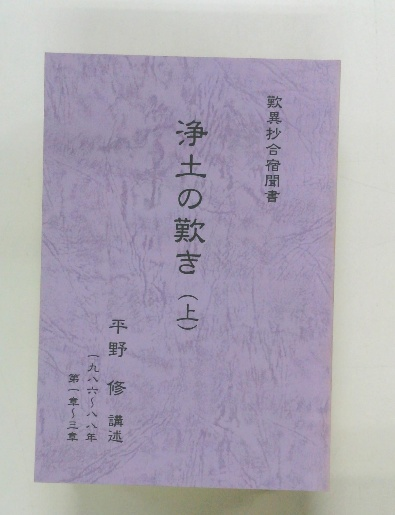 歎異抄合宿聞書
浄土の歎き（上）
平野 修 講述
一九八六〜八八年
第一章〜三章